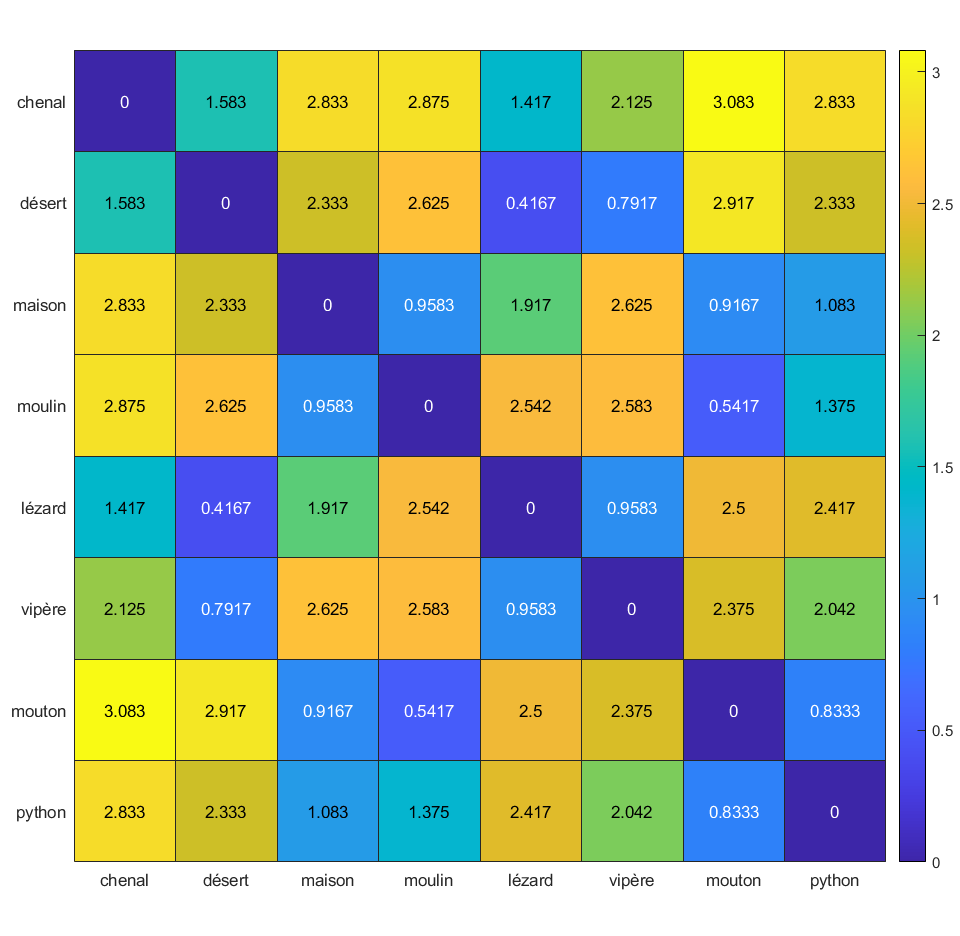 chenal 0 1.583 2.833 2.875 1.417 2.125 3.083 2.833
désert 1.583 0 2.333 2.625 0.4167 0.7917 2.917 2.333
maison 2.833 2.333 0 0.9583 1.917 2.625 0.9167 1.083
moulin 2.875 2.625 0.9583 0 2.542 2.583 0.5417 1.375
lézard 1.417 0.4167 1.917 2.542 0 0.9583 2.5 2.417
vipère 2.125 0.7917 2.625 2.583 0.9583 0 2.375 2.042
mouton 3.083 2.917 0.9167 0.5417 2.5 2.375 0 0.8333
python 2.833 2.333 1.083 1.375 2.417 2.042 0.8333 0
chenal désert maison moulin lézard vipère mouton python
3
2.5
2
1.5
1
0.5
0